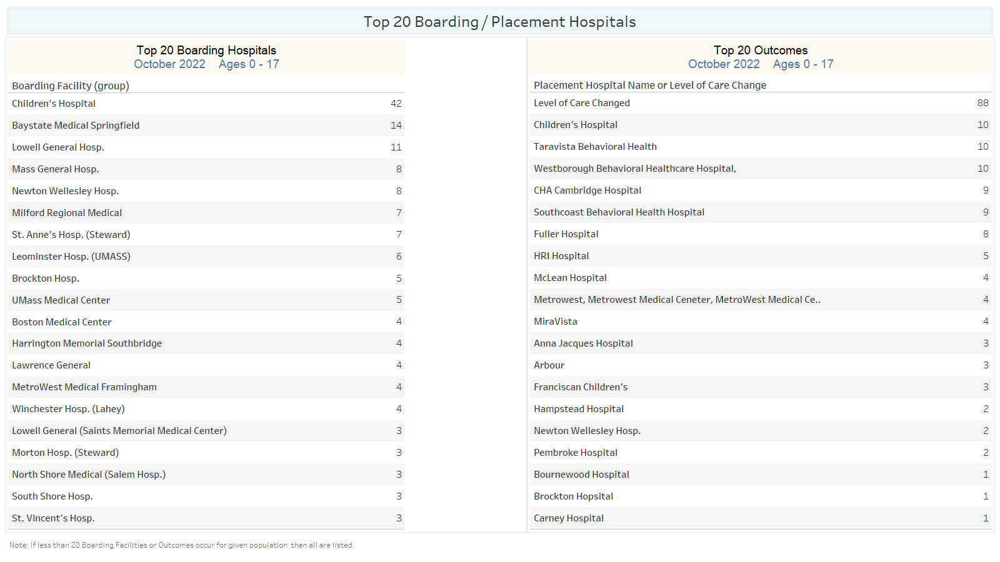 Top 20 Boarding / Placement Hospitals
Top 20 Boarding Hospitals
October 2022 Ages 0 - 17
Boarding Facility (group)
Children's Hospital 42
Baystate Medical Springfield 14
Lowell General Hosp. 11
Mass General Hosp. 8
Newton Wellesley Hosp. 8
Milford Regional Medical 7
St. Anne's Hosp. (Steward) 7
Leominster Hosp. (UMASS) 6
Brockton Hosp. 5
UMass Medical Center 5
Boston Medical Center 4
Harrington Memorial Southbridge 4
Lawrence General 4
MetroWest Medical Framingham 4
Winchester Hosp. (Lahey) 4
Lowell General (Saints Memorial Medical Center) 3
Morton Hosp. (Steward) 3
North Shore Medical (Salem Hosp.) 3
South Shore Hosp. 3
St. Vincent's Hosp. 3
Top 20 Outcomes
October 2022 Ages 0 - 17
Placement Hospital Name or Level of Care Change
Level of Care Changed 88
Children's Hospital 10
Taravista Behavioral Health 10
Westborough Behavioral Healthcare Hospital, 10
CHA Cambridge Hospital 9
Southcoast Behavioral Health Hospital 9
Fuller Hospital 8
HRI Hospital 5
McLean Hospital 4
Metrowest, Metrowest Medical Ceneter, MetroWest Medical Ce.. 4
MiraVista 4
Anna Jacques Hospital 3
Arbour 3
Franciscan Children's 3
Hampstead Hospital 2
Newton Wellesley Hosp. 2
Pembroke Hospital 2
Bournewood Hospital 1
Brockton Hopsital 1
Carney Hospital 1
Note: If less than 20 Boarding Facilities or Outcomes occur for given population then all are listed.